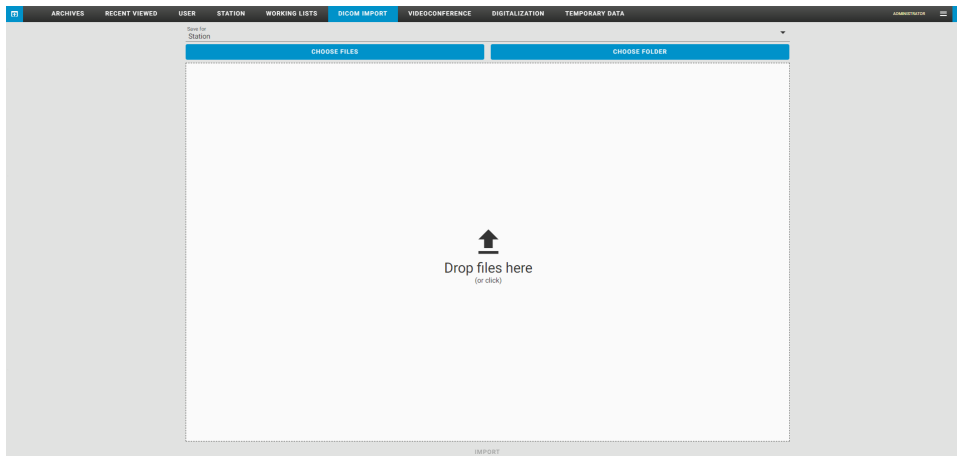 ARCHIVES RECENT VIEWED USER STATION WORKING LISTS DICOM IMPORT VIDEOCONFERENCE DIGITALIZATION TEMPORARY DATA ADMINISTRATOR
Save for
Station
CHOOSE FILES CHOOSE FOLDER
Drop files here
(or click)
IMPORT